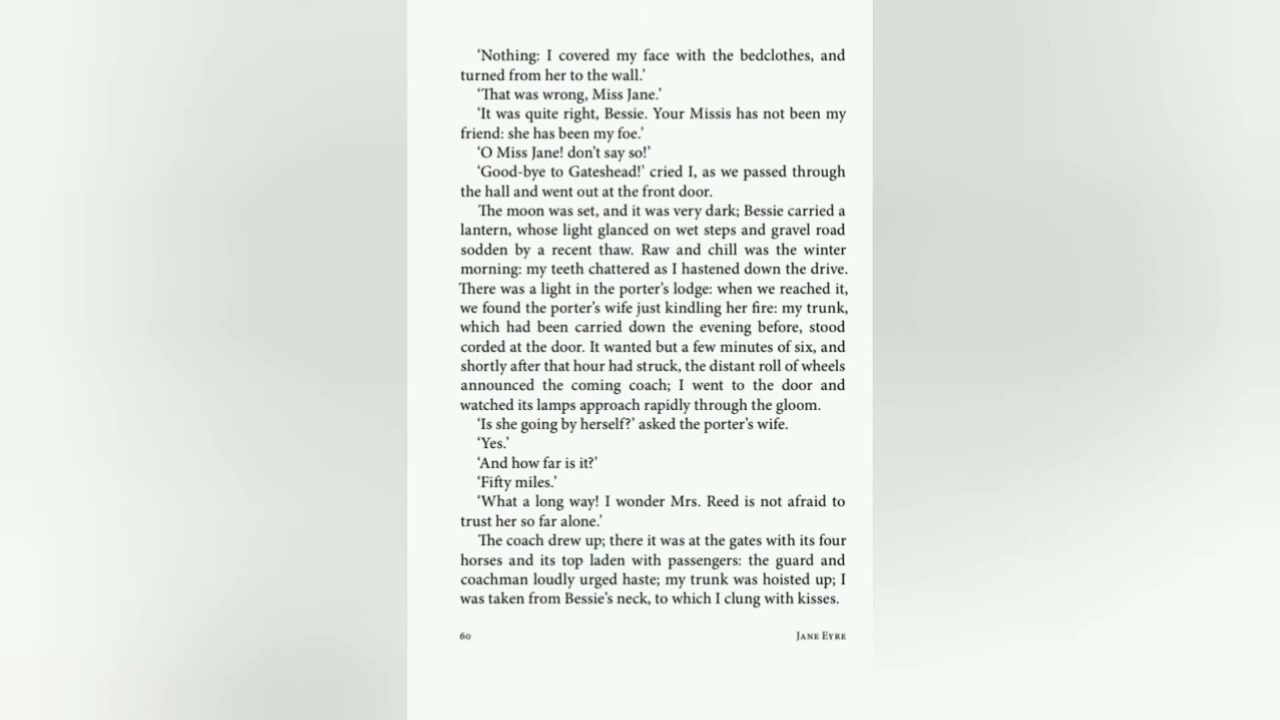 ‘Nothing: I covered my face with the bedclothes, and
turned from her to the wall.’
‘That was wrong, Miss Jane.’
‘It was quite right, Bessie. Your Missis has not been my
friend: she has been my foe.’
‘O Miss Jane! don’t say so!’
‘Good-bye to Gateshead!’ cried I, as we passed through
the hall and went out at the front door.
The moon was set, and it was very dark; Bessie carried a
lantern, whose light glanced on wet steps and gravel road
sodden by a recent thaw. Raw and chill was the winter
morning: my teeth chattered as I hastened down the drive.
There was a light in the porter’s lodge: when we reached it,
we found the porter’s wife just kindling her fire: my trunk,
which had been carried down the evening before, stood
corded at the door. It wanted but a few minutes of six, and
shortly after that hour had struck, the distant roll of wheels
announced the coming coach; I went to the door and
watched its lamps approach rapidly through the gloom.
‘Is she going by herself?’ asked the porter’s wife.
‘Yes.’
‘And how far is it?’
‘Fifty miles.’
‘What a long way! I wonder Mrs. Reed is not afraid to
trust her so far alone.’
The coach drew up; there it was at the gates with its four
horses and its top laden with passengers: the guard and
coachman loudly urged haste; my trunk was hoisted up; I
was taken from Bessie’s neck, to which I clung with kisses.
60 Jane Eyre